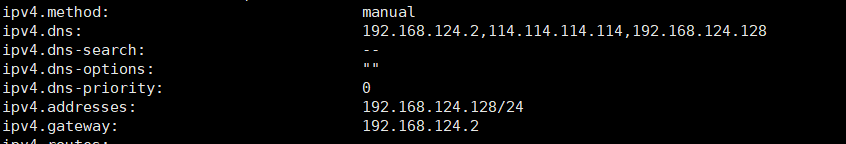 ipv4.method: manual
ipv4.dns: 192.168.124.2,114.114.114.114,192.168.124.128
ipv4.dns-search: --
ipv4.dns-options: ""
ipv4.dns-priority: 0
ipv4.addresses: 192.168.124.128/24
ipv4.gateway: 192.168.124.2